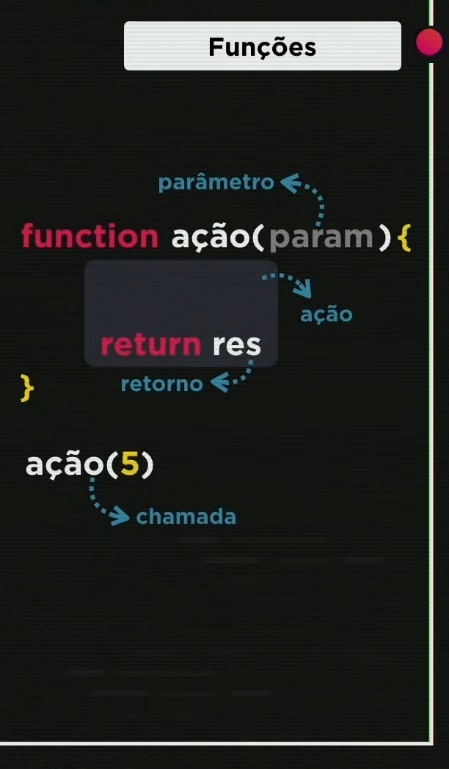 Funções
parâmetro
function ação(param){
ação
return res
retorno
}
ação(5)
chamada